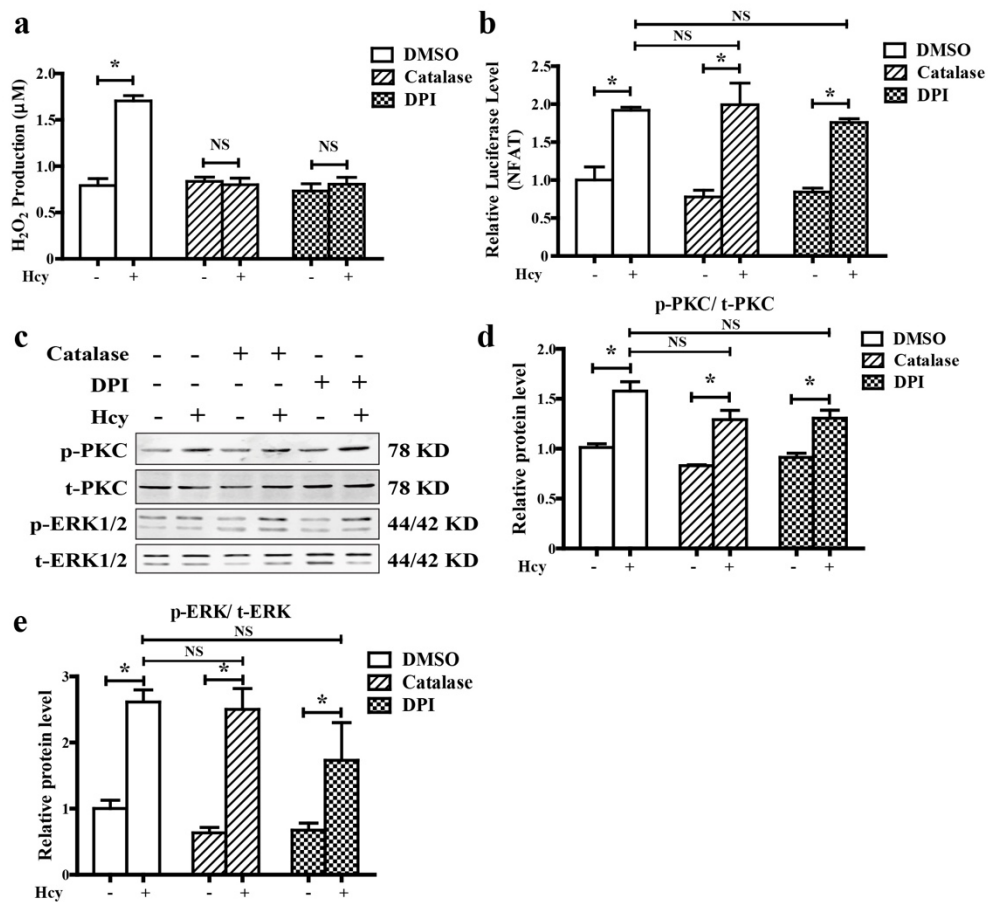 a
H₂O₂ Production (μM)
2.0
1.5
1.0
0.5
0
*
NS
NS
DMSO
Catalase
DPI
Hcy - + - + - +
b
Relative Luciferase Level
(NFAT)
2.5
2.0
1.5
1.0
0.5
0
NS
NS
*
*
*
DMSO
Catalase
DPI
Hcy - + - + - +
c
Catalase - - + + - -
DPI - - - - + +
Hcy - + - + - +
p-PKC 78 KD
t-PKC 78 KD
p-ERK1/2 44/42 KD
t-ERK1/2 44/42 KD
d
p-PKC/ t-PKC
Relative protein level
2.0
1.5
1.0
0.5
0
NS
NS
*
*
*
DMSO
Catalase
DPI
- + - + - +
e
p-ERK/ t-ERK
Relative protein level
3
2
1
0
NS
NS
*
*
*
DMSO
Catalase
DPI
Hcy - + - + - +